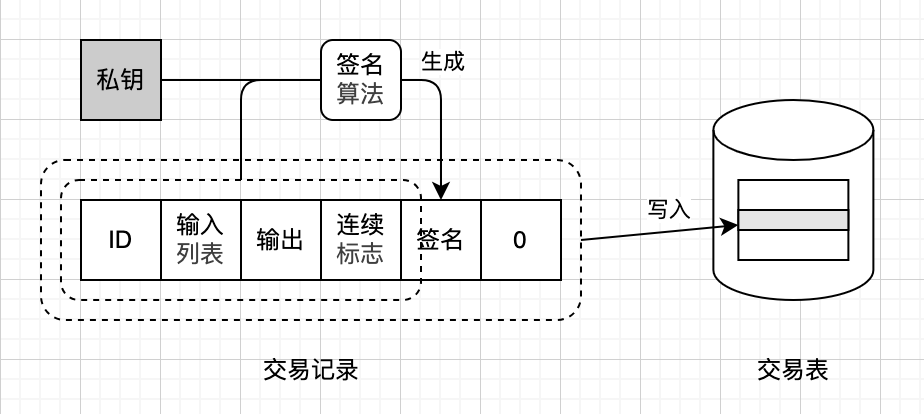 私钥
签名
算法
生成
ID
输入
列表
输出
连续
标志
签名
0
写入
交易记录
交易表